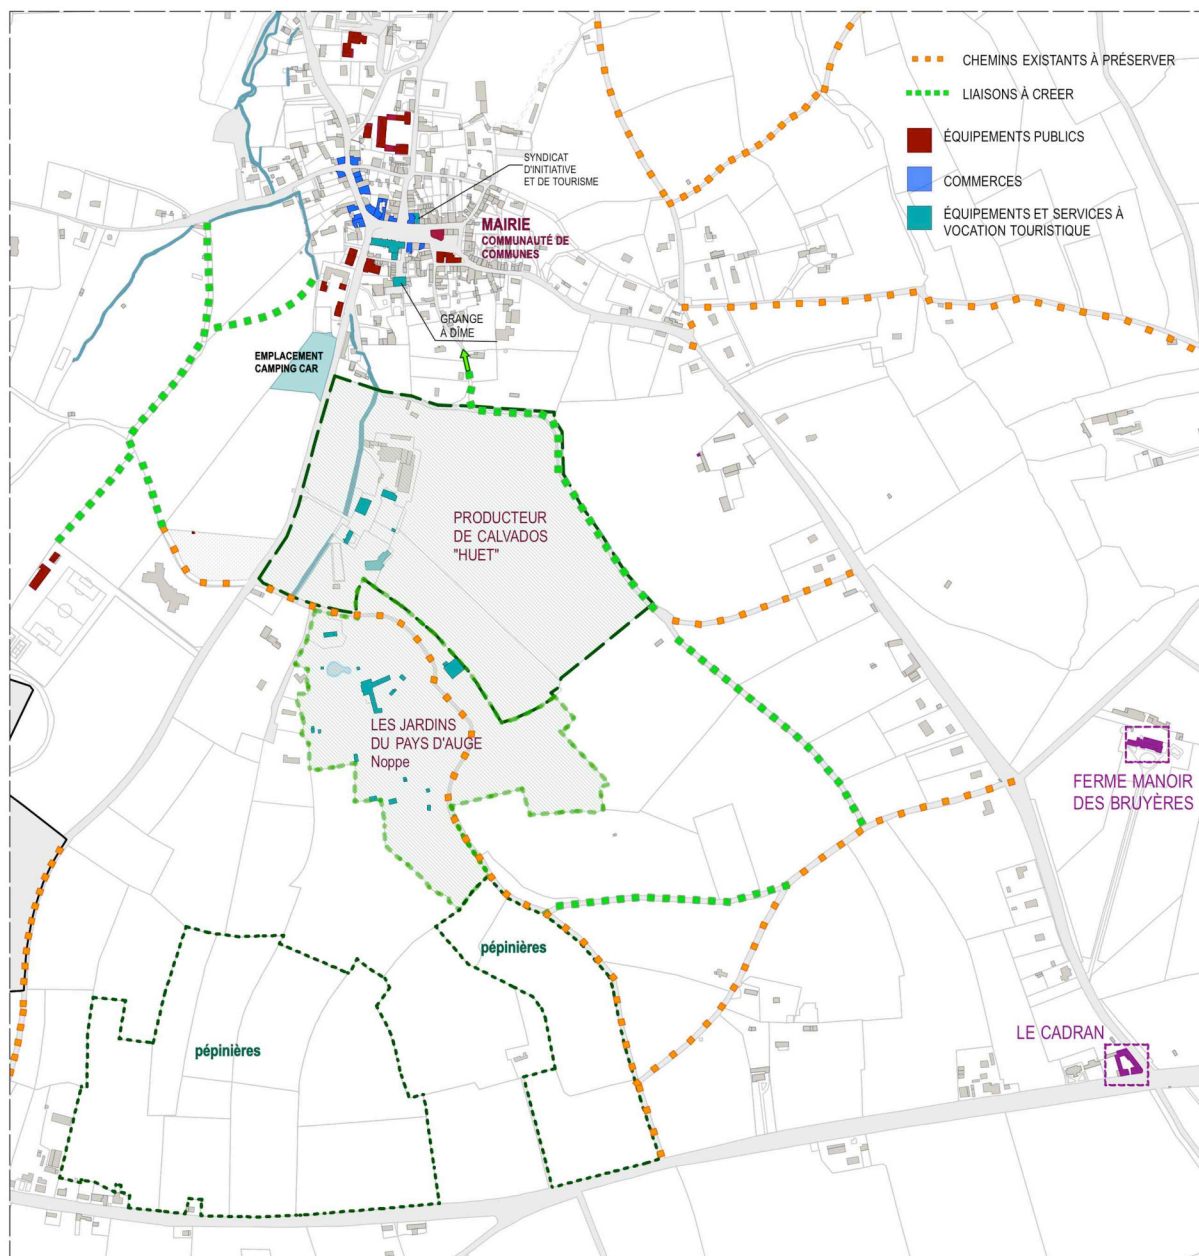 CHEMINS EXISTANTS À PRÉSERVER
LIAISONS À CREER
ÉQUIPEMENTS PUBLICS
COMMERCES
ÉQUIPEMENTS ET SERVICES À
VOCATION TOURISTIQUE
SYNDICAT
D'INITIATIVE
ET DE TOURISME
MAIRIE
COMMUNAUTÉ DE
COMMUNES
GRANGE
À DÎME
EMPLACEMENT
CAMPING CAR
PRODUCTEUR
DE CALVADOS
"HUET"
LES JARDINS
DU PAYS D'AUGE
Noppe
FERME MANOIR
DES BRUYÈRES
pépinières
LE CADRAN
pépinières